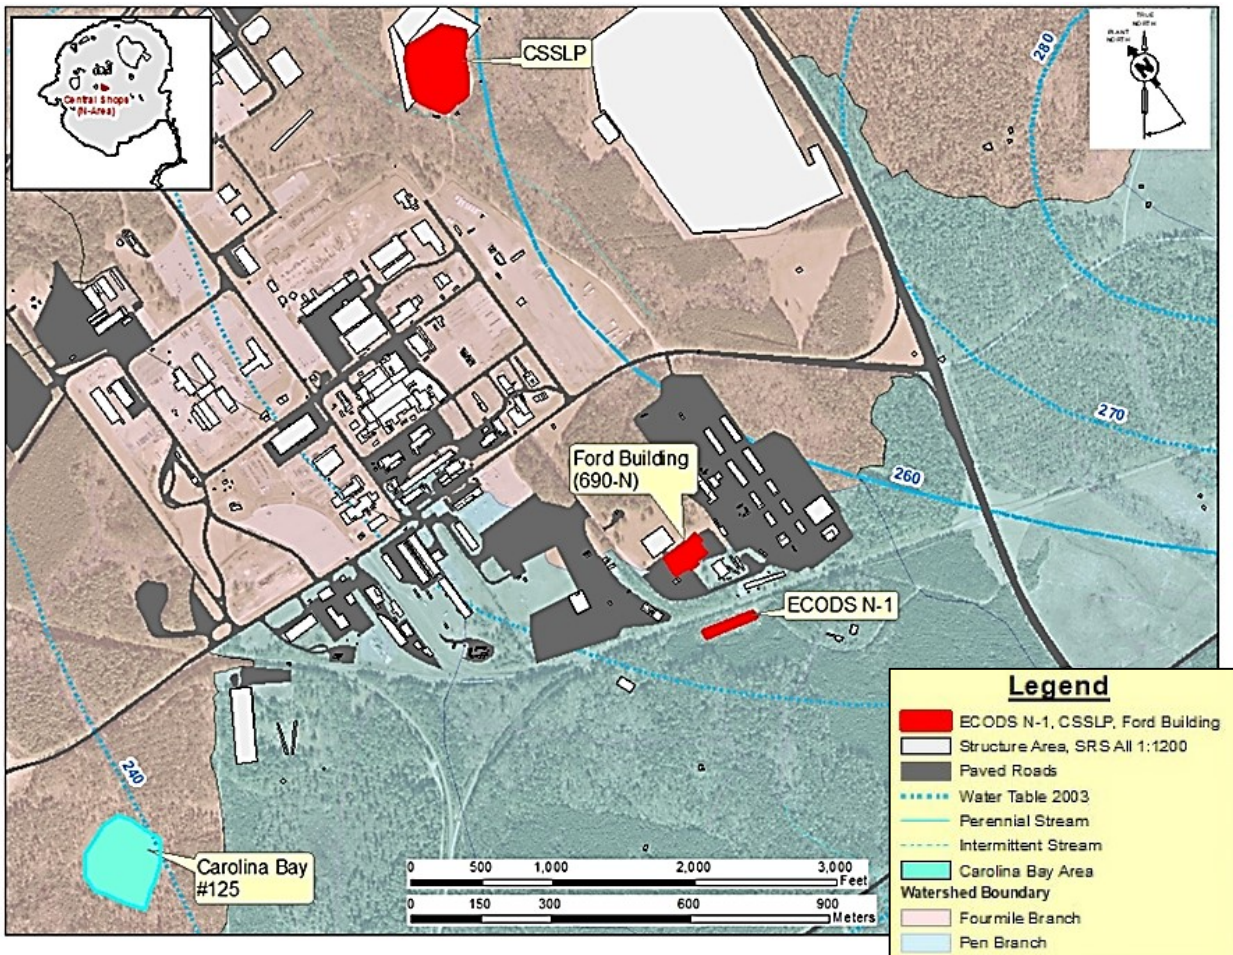 Central Shops
(N-Area)
CSSLP
TRUE
NORTH
PLANT
NORTH
N
280
270
260
Ford Building
(690-N)
ECODS N-1
240
Carolina Bay
#125
0 500 1,000 2,000 3,000
Feet
0 150 300 600 900
Meters
Legend
ECODS N-1, CSSLP, Ford Building
Structure Area, SRS All 1:1200
Paved Roads
Water Table 2003
Perennial Stream
Intermittent Stream
Carolina Bay Area
Watershed Boundary
Fourmile Branch
Pen Branch